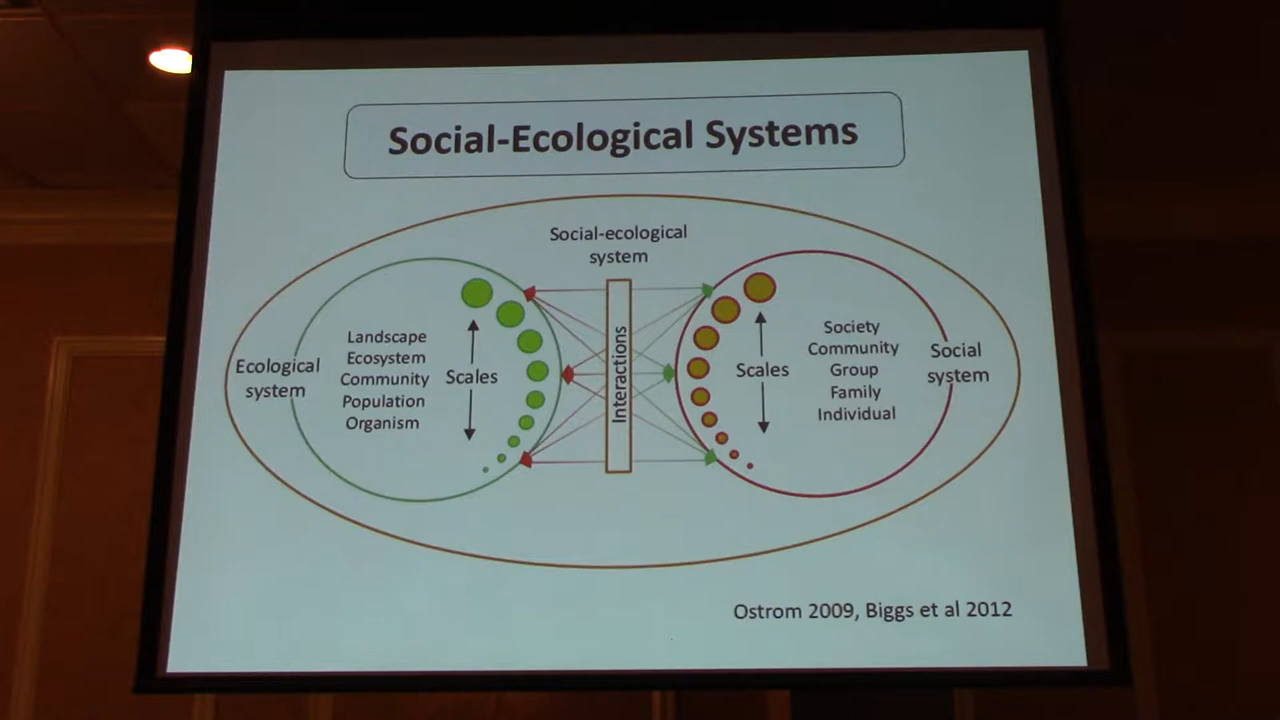 Social-Ecological Systems
Social-ecological
system
Ecological
system
Landscape
Ecosystem
Community
Population
Organism
Scales
Interactions
Scales
Society
Community
Group
Family
Individual
Social
system
Ostrom 2009, Biggs et al 2012